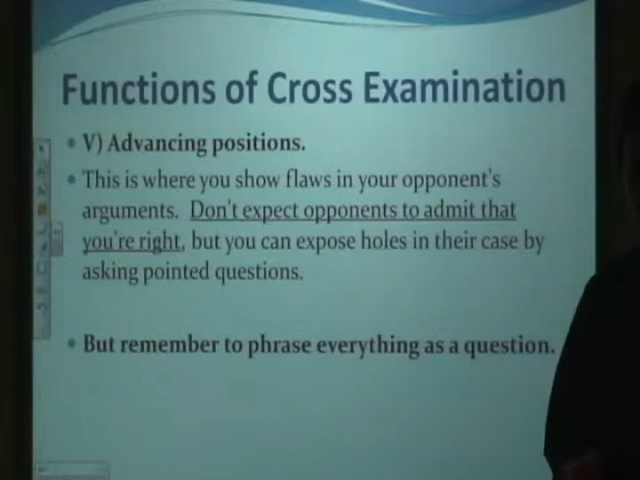 Functions of Cross Examination
V) Advancing positions.
This is where you show flaws in your opponent's
arguments. Don't expect opponents to admit that
you're right, but you can expose holes in their case by
asking pointed questions.
But remember to phrase everything as a question.